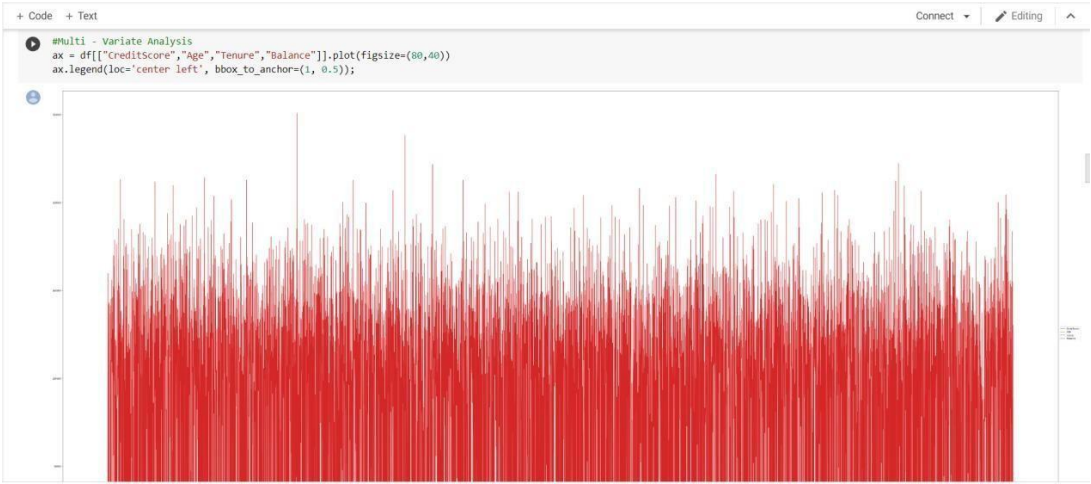 + Code + Text
Connect
Editing
#Multi - Variate Analysis
ax = df[["CreditScore","Age","Tenure","Balance"]].plot(figsize=(80,40))
ax.legend(loc='center left', bbox_to_anchor=(1, 0.5));